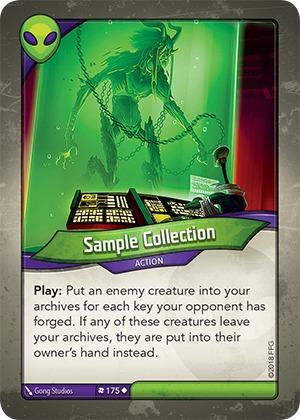 Sample Collection
ACTION
Play: Put an enemy creature into your
archives for each key your opponent has
forged. If any of these creatures leave
your archives, they are put into their
owner's hand instead.
©2018 FFG
Gong Studios
175